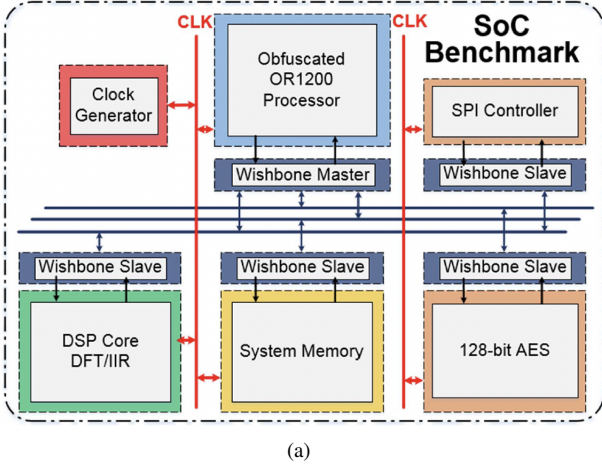 CLK
CLK
SoC
Benchmark
Clock
Generator
Obfuscated
OR1200
Processor
SPI Controller
Wishbone Master
Wishbone Slave
Wishbone Slave
Wishbone Slave
Wishbone Slave
DSP Core
DFT/IIR
System Memory
128-bit AES
(a)